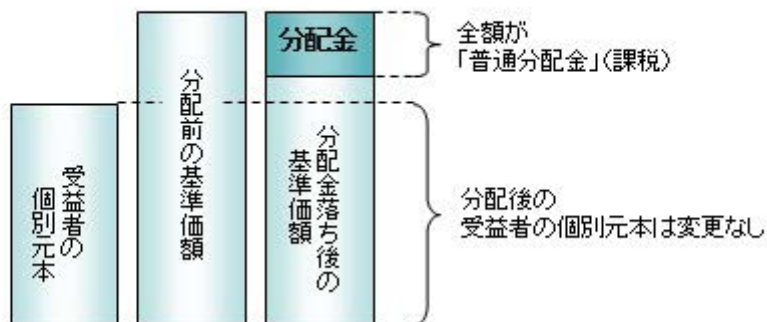 受益者の
個別元本
分配前の基準価額
分配金
分配金落ち後の
基準価額
全額が
「普通分配金」(課税)
分配後の
受益者の個別元本は変更なし